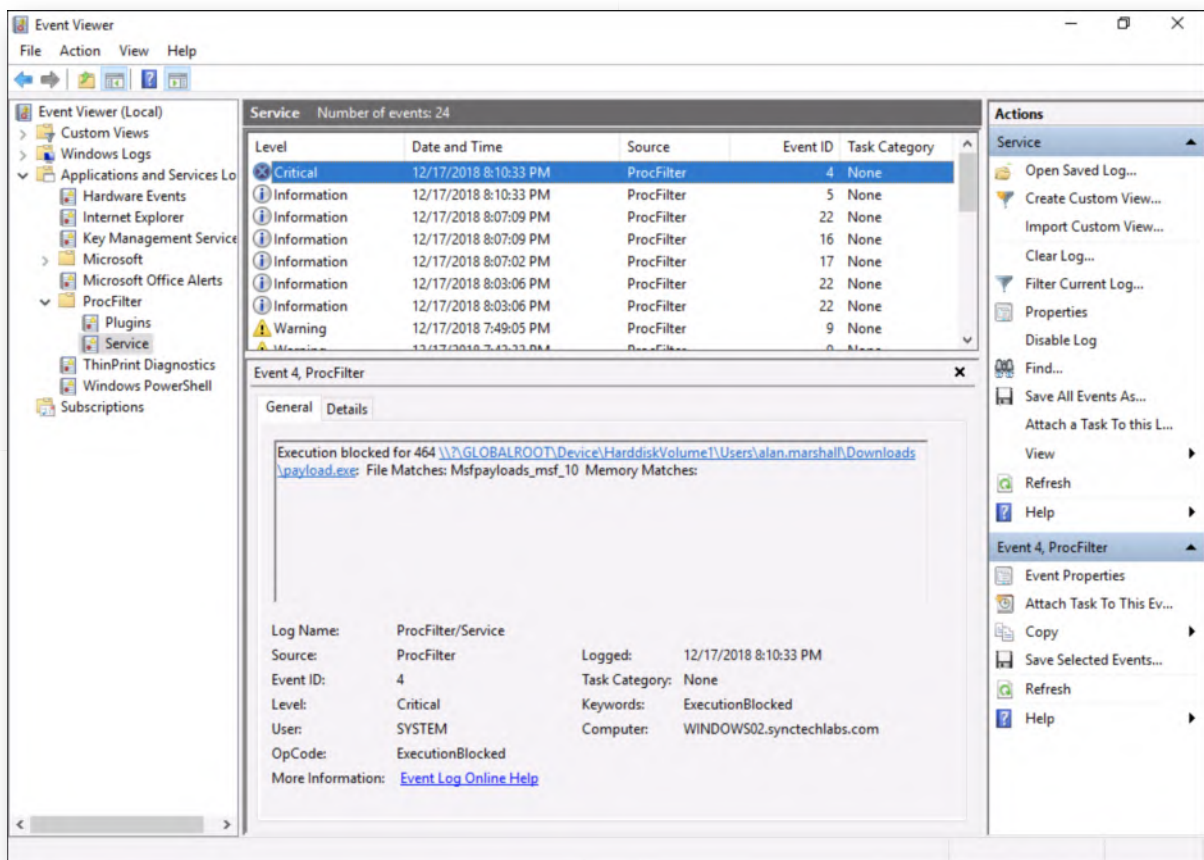 Event Viewer
File Action View Help
Event Viewer (Local)
Custom Views
Windows Logs
Applications and Services Lo
Hardware Events
Internet Explorer
Key Management Service
Microsoft
Microsoft Office Alerts
ProcFilter
Plugins
Service
ThinPrint Diagnostics
Windows PowerShell
Subscriptions
Service Number of events: 24
Level Date and Time Source Event ID Task Category
Critical 12/17/2018 8:10:33 PM ProcFilter 4 None
Information 12/17/2018 8:10:33 PM ProcFilter 5 None
Information 12/17/2018 8:07:09 PM ProcFilter 22 None
Information 12/17/2018 8:07:09 PM ProcFilter 16 None
Information 12/17/2018 8:07:02 PM ProcFilter 17 None
Information 12/17/2018 8:03:06 PM ProcFilter 22 None
Information 12/17/2018 8:03:06 PM ProcFilter 22 None
Warning 12/17/2018 7:49:05 PM ProcFilter 9 None
Event 4, ProcFilter
General Details
Execution blocked for 464 \\?\GLOBALROOT\Device\HarddiskVolume1\Users\alan.marshall\Downloads
\payload.exe: File Matches: Msfpayloads_msf_10 Memory Matches:
Log Name: ProcFilter/Service
Source: ProcFilter Logged: 12/17/2018 8:10:33 PM
Event ID: 4 Task Category: None
Level: Critical Keywords: ExecutionBlocked
User: SYSTEM Computer: WINDOWS02.synctechlabs.com
OpCode: ExecutionBlocked
More Information: Event Log Online Help
Actions
Service
Open Saved Log...
Create Custom View...
Import Custom View...
Clear Log...
Filter Current Log...
Properties
Disable Log
Find...
Save All Events As...
Attach a Task To this L...
View
Refresh
Help
Event 4, ProcFilter
Event Properties
Attach Task To This Ev...
Copy
Save Selected Events...
Refresh
Help